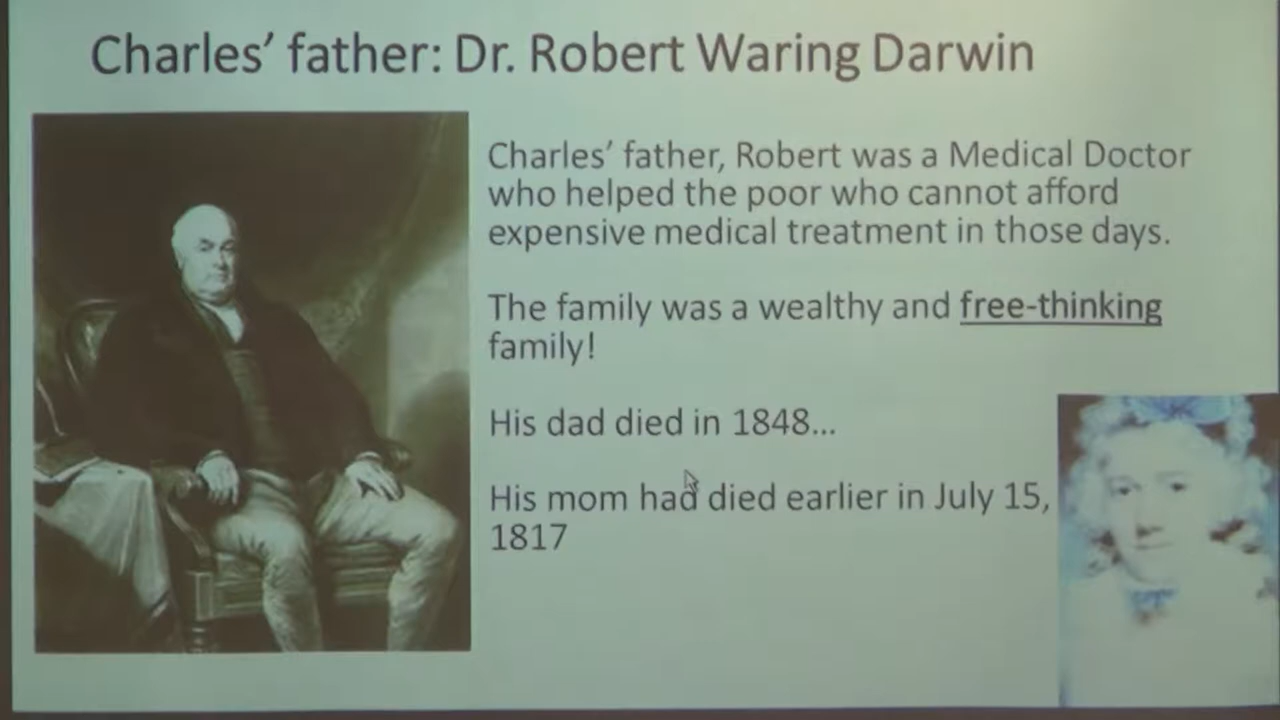 Charles’ father: Dr. Robert Waring Darwin
Charles’ father, Robert was a Medical Doctor
who helped the poor who cannot afford
expensive medical treatment in those days.
The family was a wealthy and free-thinking
family!
His dad died in 1848...
His mom had died earlier in July 15,
1817